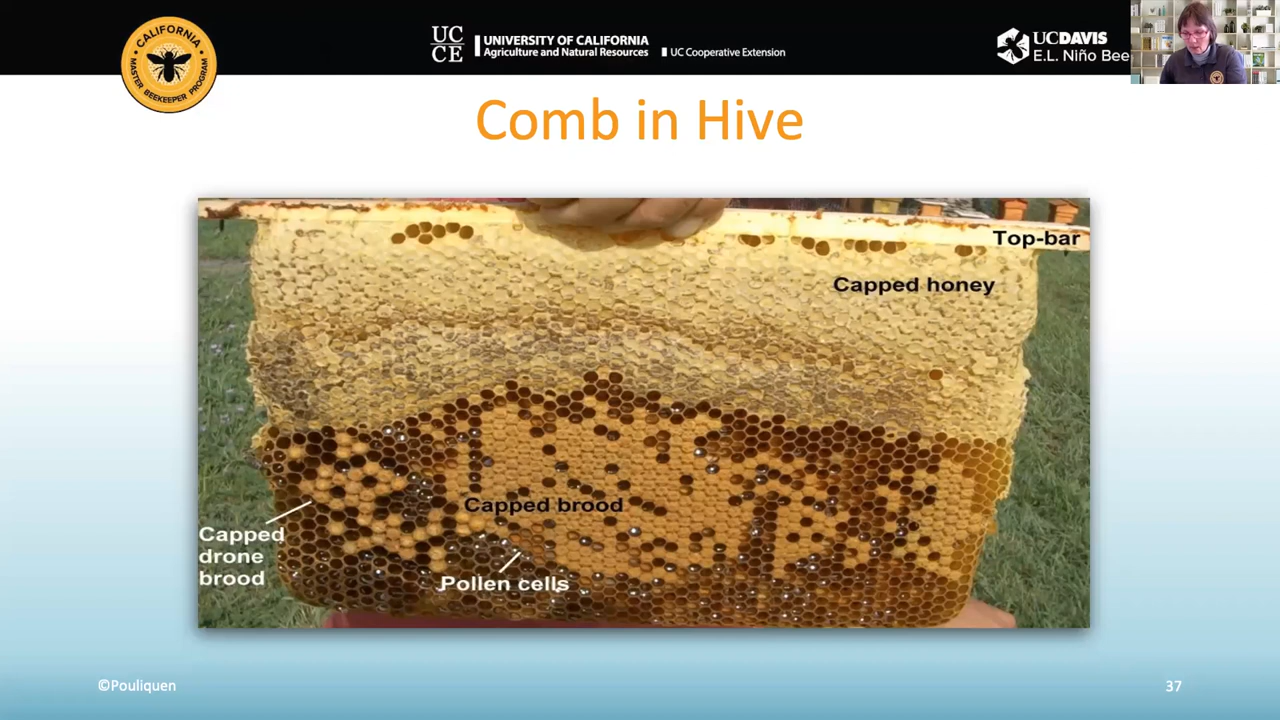 CALIFORNIA
MASTER BEEKEEPER PROGRAM
UC
CE
UNIVERSITY OF CALIFORNIA
Agriculture and Natural Resources
UC Cooperative Extension
UCDAVIS
E.L. Niño Bee
Comb in Hive
Top-bar
Capped honey
Capped brood
Capped
drone
brood
Pollen cells
©Pouliquen
37